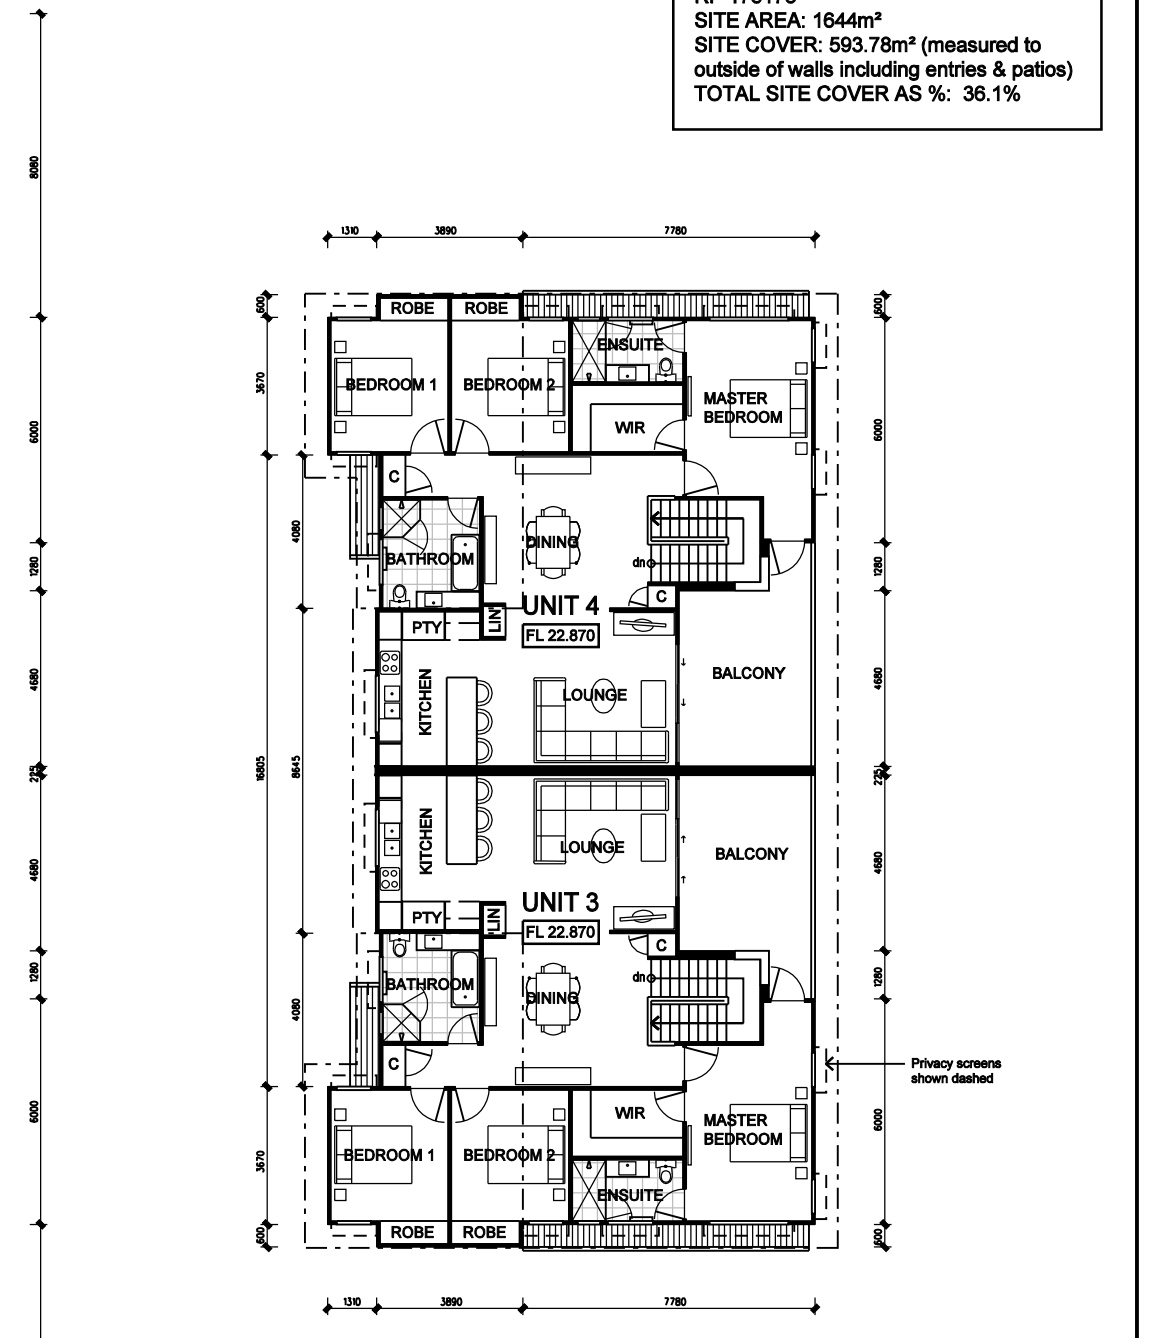 SITE AREA: 1644m²
SITE COVER: 593.78m² (measured to
outside of walls including entries & patios)
TOTAL SITE COVER AS %: 36.1%
8080
1310
3890
7780
600
ROBE
ROBE
600
ENSUITE
3670
BEDROOM 1
BEDROOM 2
MASTER
BEDROOM
6000
WIR
6000
C
4080
DINING
BATHROOM
1280
dn
1280
C
UNIT 4
LIN
PTY
FL 22.870
BALCONY
4680
KITCHEN
LOUNGE
4680
16805
8645
225
225
KITCHEN
LOUNGE
BALCONY
4680
4680
UNIT 3
LIN
PTY
FL 22.870
C
1280
BATHROOM
dn
1280
DINING
4080
C
Privacy screens
shown dashed
6000
WIR
MASTER
BEDROOM
6000
3670
BEDROOM 1
BEDROOM 2
ENSUITE
600
ROBE
ROBE
600
1310
3890
7780